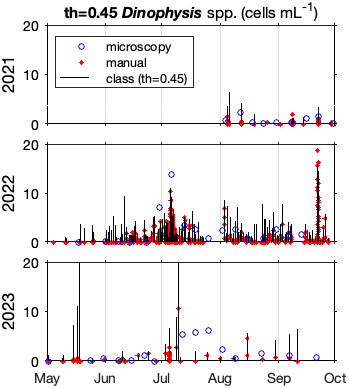 th=0.45 Dinophysis spp. (cells mL-1)
20
10
0
2021
microscopy
manual
class (th=0.45)
20
10
0
2022
20
10
0
2023
May Jun Jul Aug Sep Oct